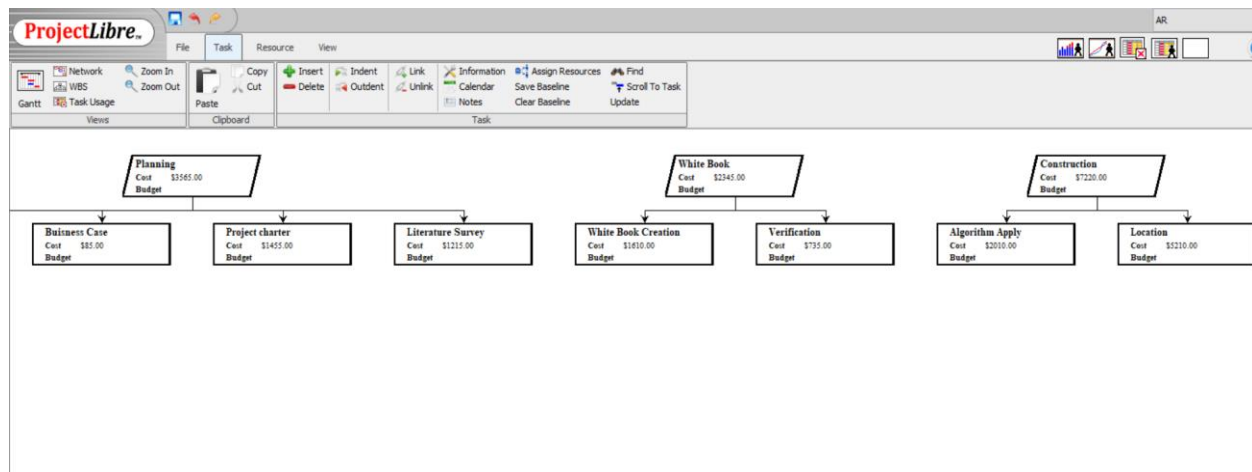 ProjectLibre™
AR
File Task Resource View
Network Zoom In Copy Insert Indent Link Information Assign Resources Find
WBS Zoom Out Cut Delete Outdent Unlink Calendar Save Baseline Scroll To Task
Gantt Task Usage Paste Notes Clear Baseline Update
Views Clipboard Task
Planning
Cost $3565.00
Budget
White Book
Cost $2345.00
Budget
Construction
Cost $7220.00
Budget
Buisness Case
Cost $85.00
Budget
Project charter
Cost $1455.00
Budget
Literature Survey
Cost $1215.00
Budget
White Book Creation
Cost $1610.00
Budget
Verification
Cost $735.00
Budget
Algorithm Apply
Cost $2010.00
Budget
Location
Cost $5210.00
Budget